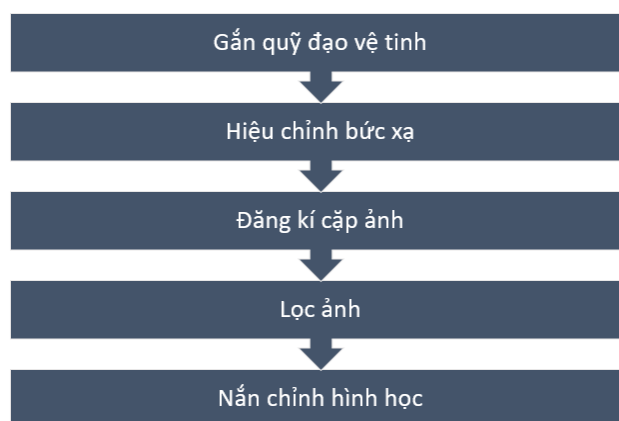 Gắn quỹ đạo vệ tinh
Hiệu chỉnh bức xạ
Đăng kí cặp ảnh
Lọc ảnh
Nắn chỉnh hình học